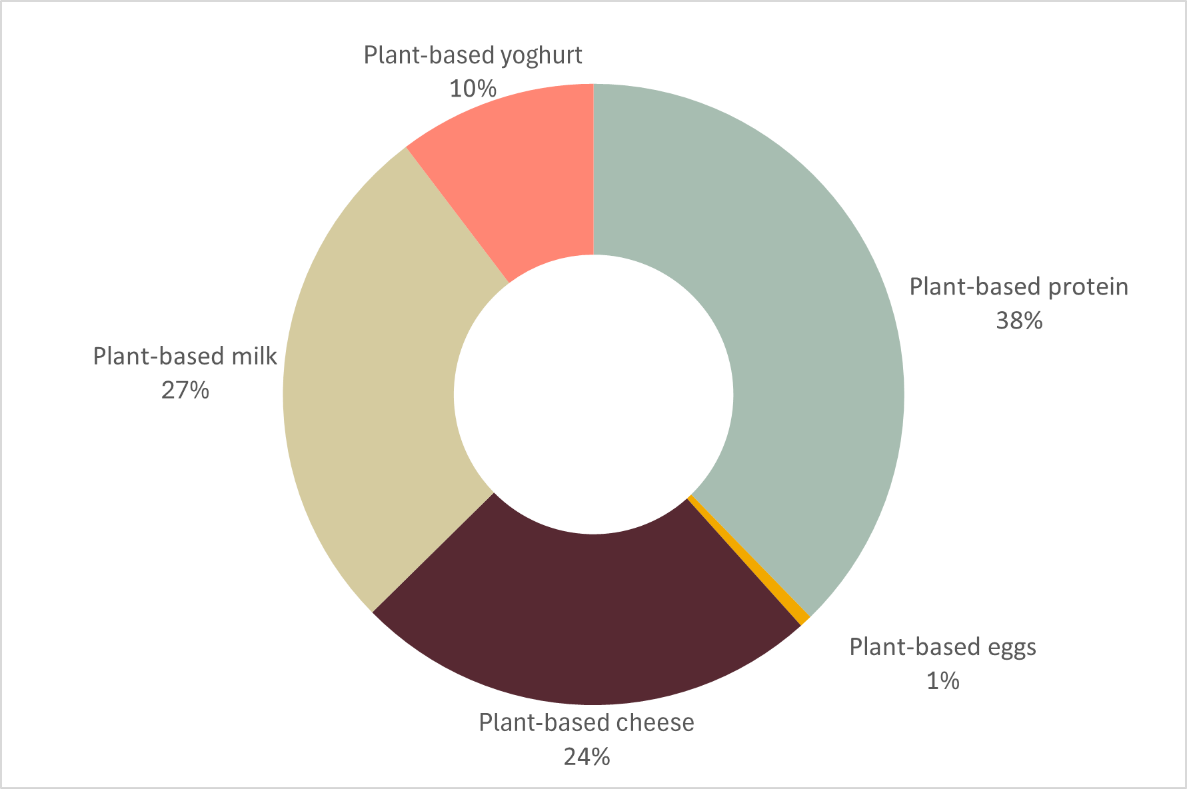 Plant-based yoghurt
10%
Plant-based protein
38%
Plant-based milk
27%
Plant-based eggs
1%
Plant-based cheese
24%